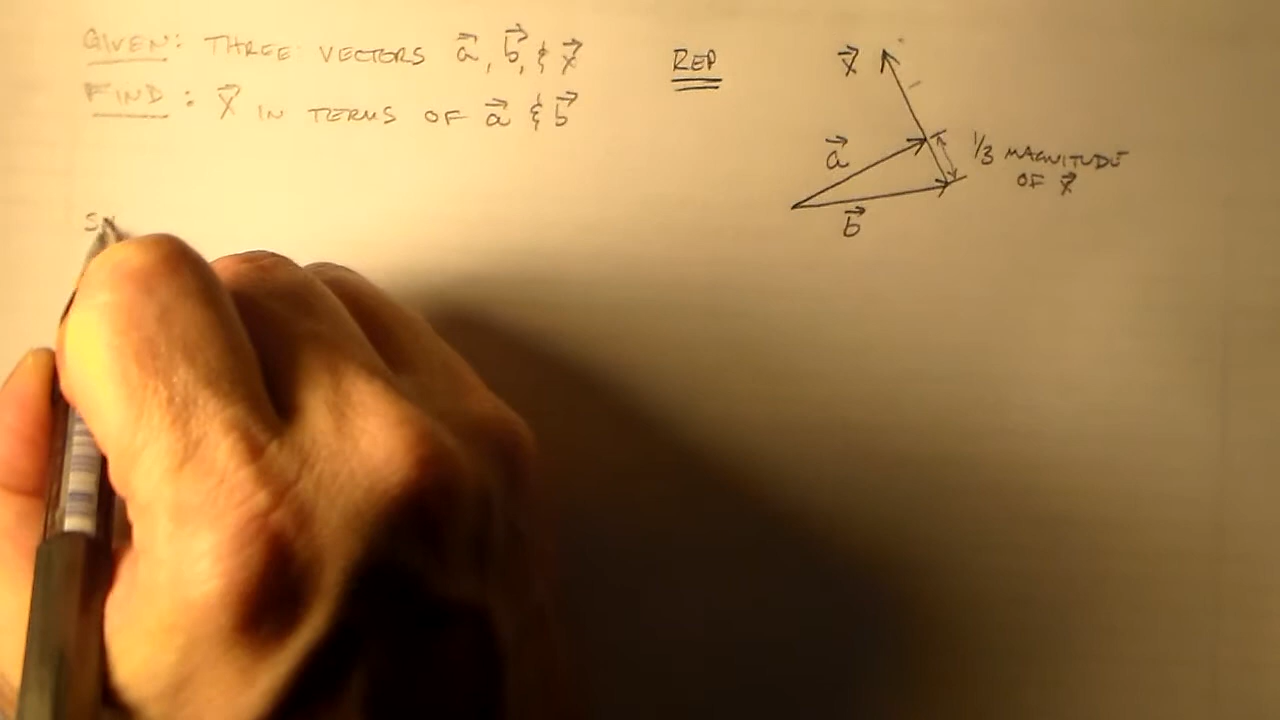 GIVEN: THREE VECTORS a⃗, b⃗, & x⃗
FIND: x⃗ IN TERMS OF a⃗ & b⃗
REP
x⃗
a⃗
1/3 MAGNITUDE
OF x⃗
b⃗